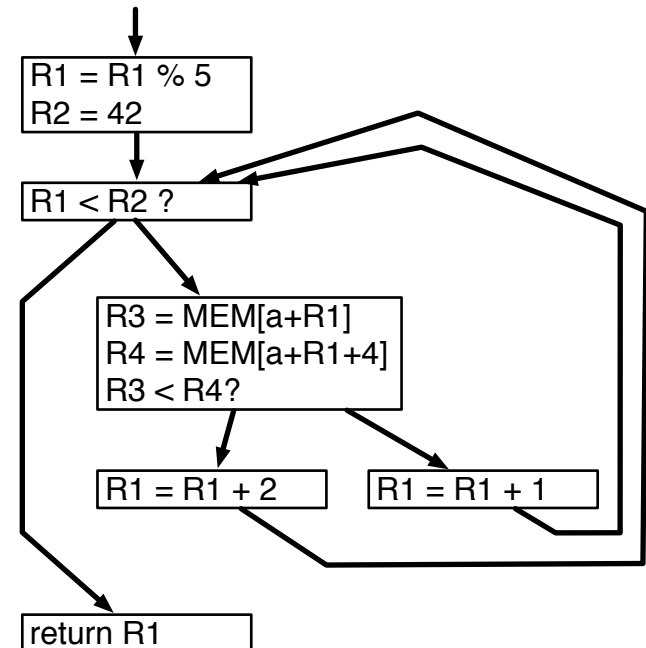 R1 = R1 % 5
R2 = 42
R1 < R2 ?
R3 = MEM[a+R1]
R4 = MEM[a+R1+4]
R3 < R4?
R1 = R1 + 2
R1 = R1 + 1
return R1